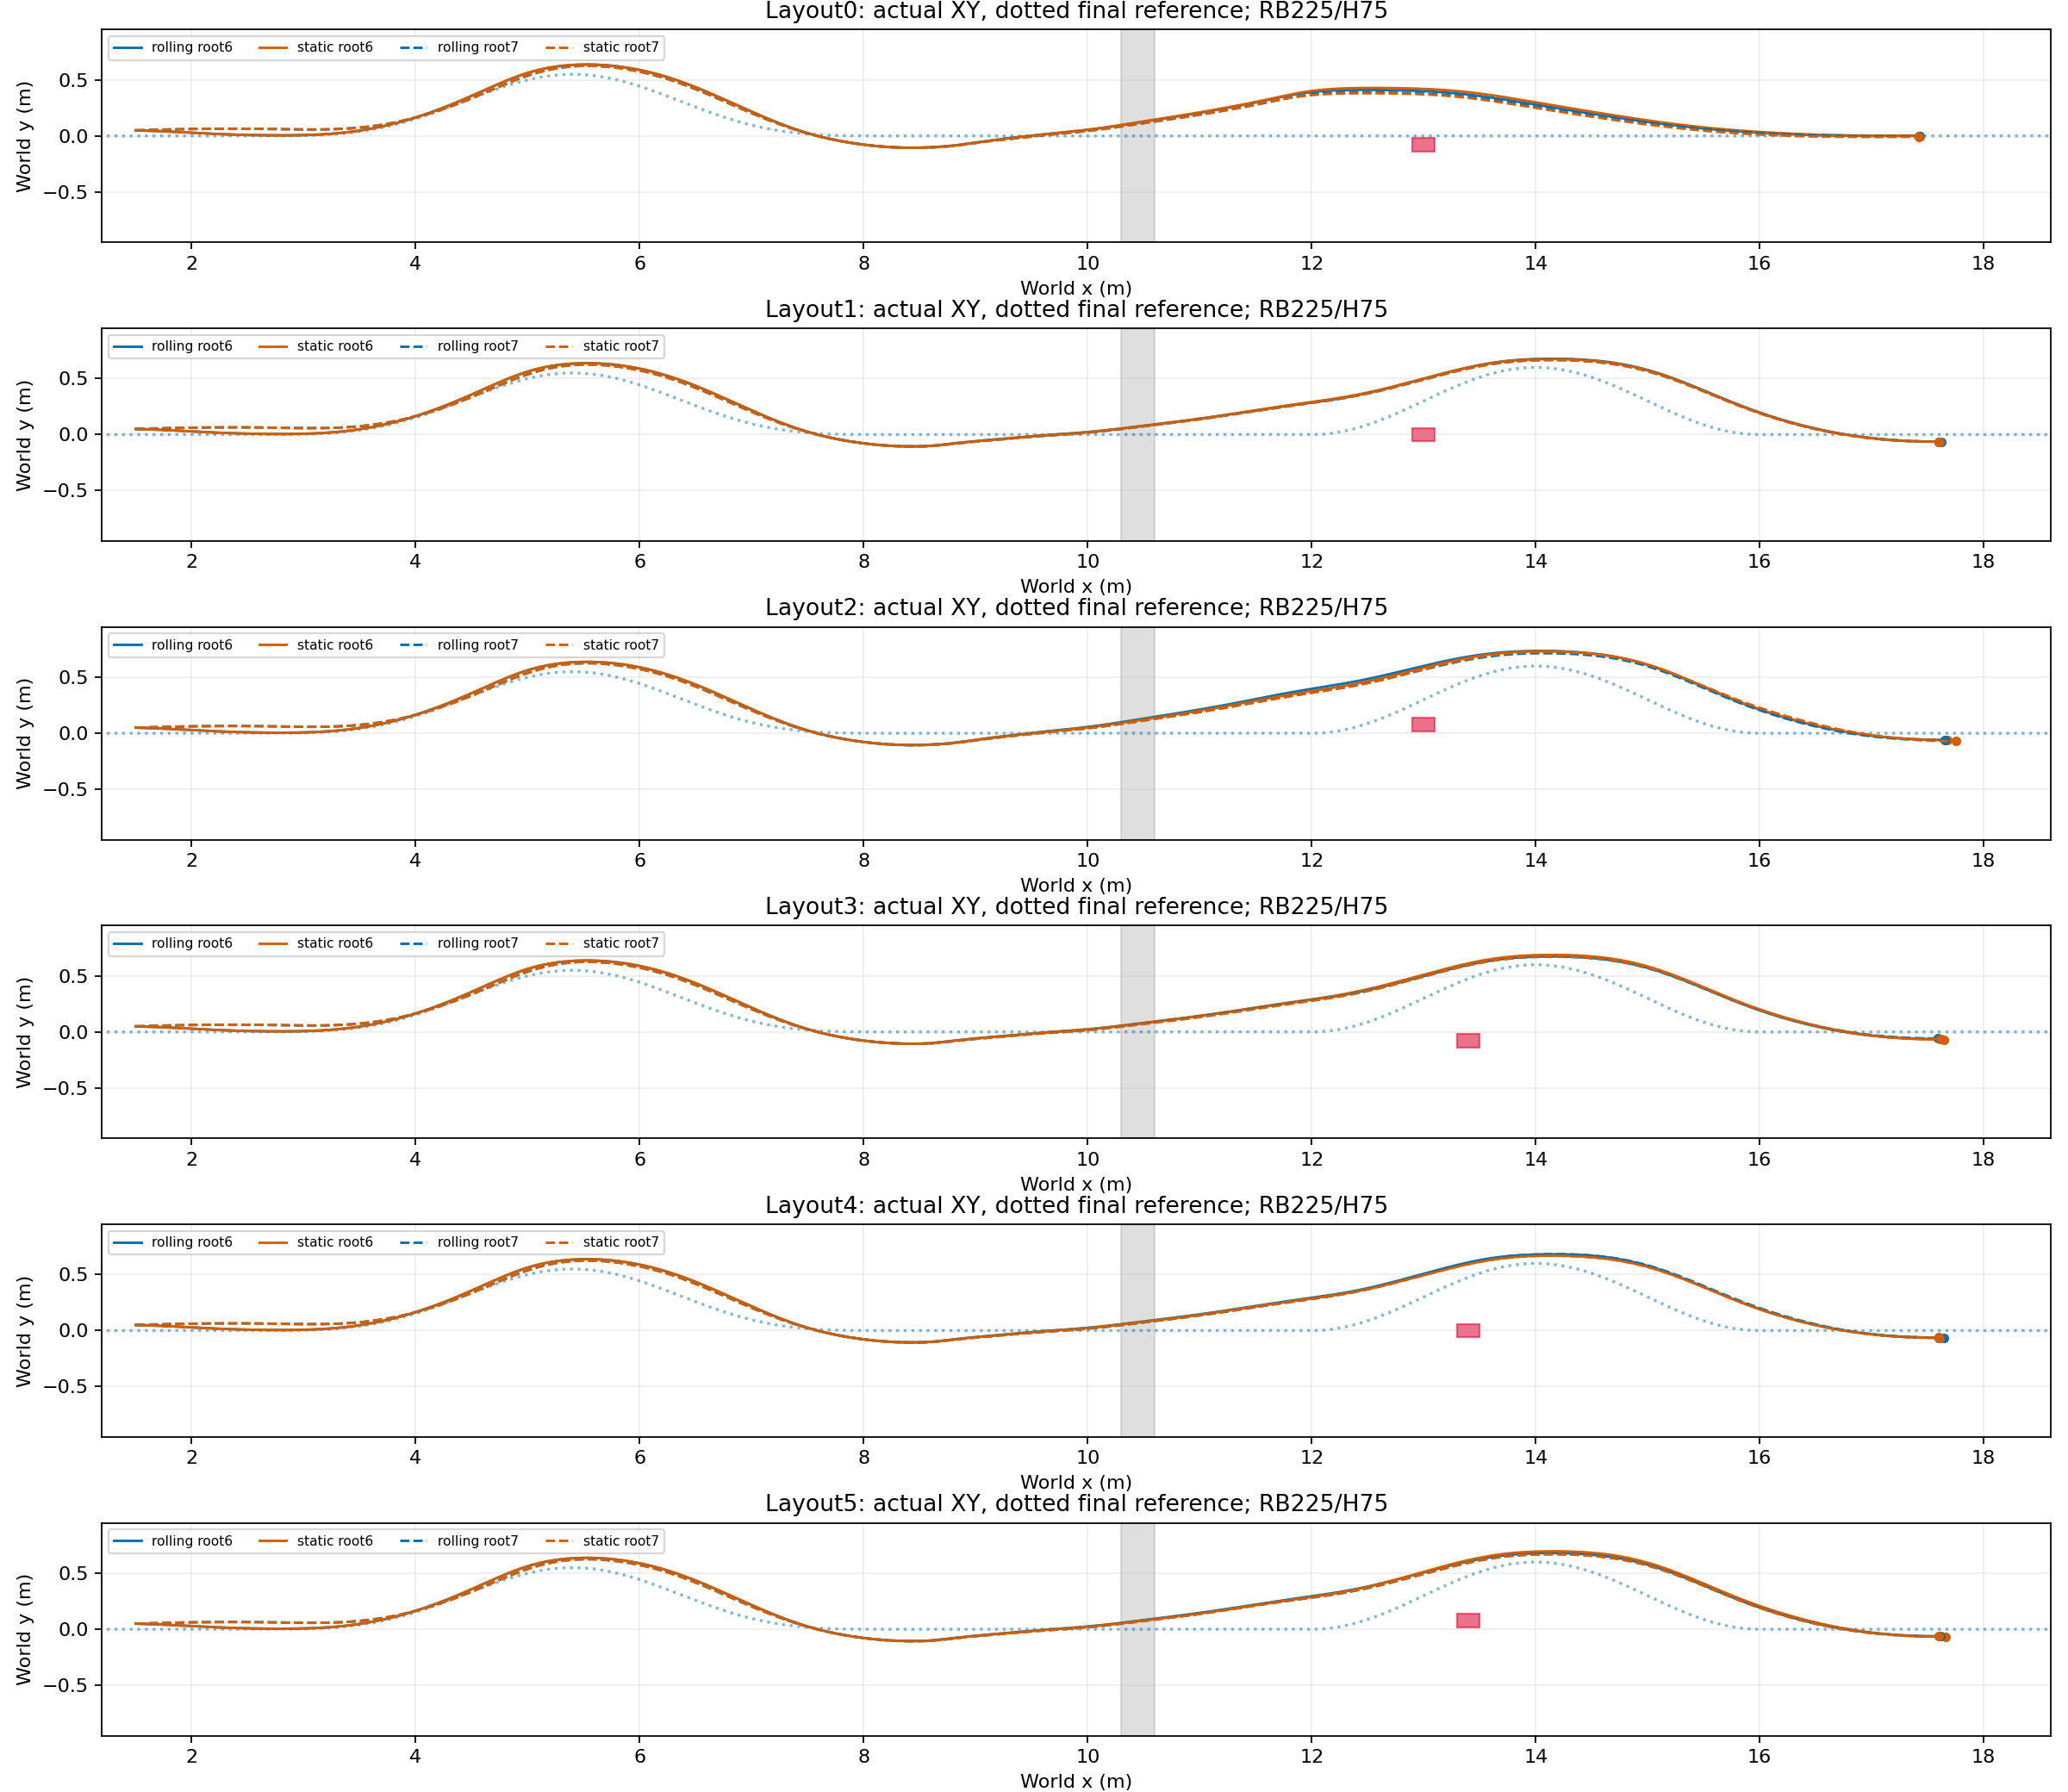 Layout0: actual XY, dotted final reference; RB225/H75
rolling root6 static root6 rolling root7 static root7
World y (m)
0.5
0.0
−0.5
2 4 6 8 10 12 14 16 18
World x (m)
Layout1: actual XY, dotted final reference; RB225/H75
rolling root6 static root6 rolling root7 static root7
World y (m)
0.5
0.0
−0.5
2 4 6 8 10 12 14 16 18
World x (m)
Layout2: actual XY, dotted final reference; RB225/H75
rolling root6 static root6 rolling root7 static root7
World y (m)
0.5
0.0
−0.5
2 4 6 8 10 12 14 16 18
World x (m)
Layout3: actual XY, dotted final reference; RB225/H75
rolling root6 static root6 rolling root7 static root7
World y (m)
0.5
0.0
−0.5
2 4 6 8 10 12 14 16 18
World x (m)
Layout4: actual XY, dotted final reference; RB225/H75
rolling root6 static root6 rolling root7 static root7
World y (m)
0.5
0.0
−0.5
2 4 6 8 10 12 14 16 18
World x (m)
Layout5: actual XY, dotted final reference; RB225/H75
rolling root6 static root6 rolling root7 static root7
World y (m)
0.5
0.0
−0.5
2 4 6 8 10 12 14 16 18
World x (m)